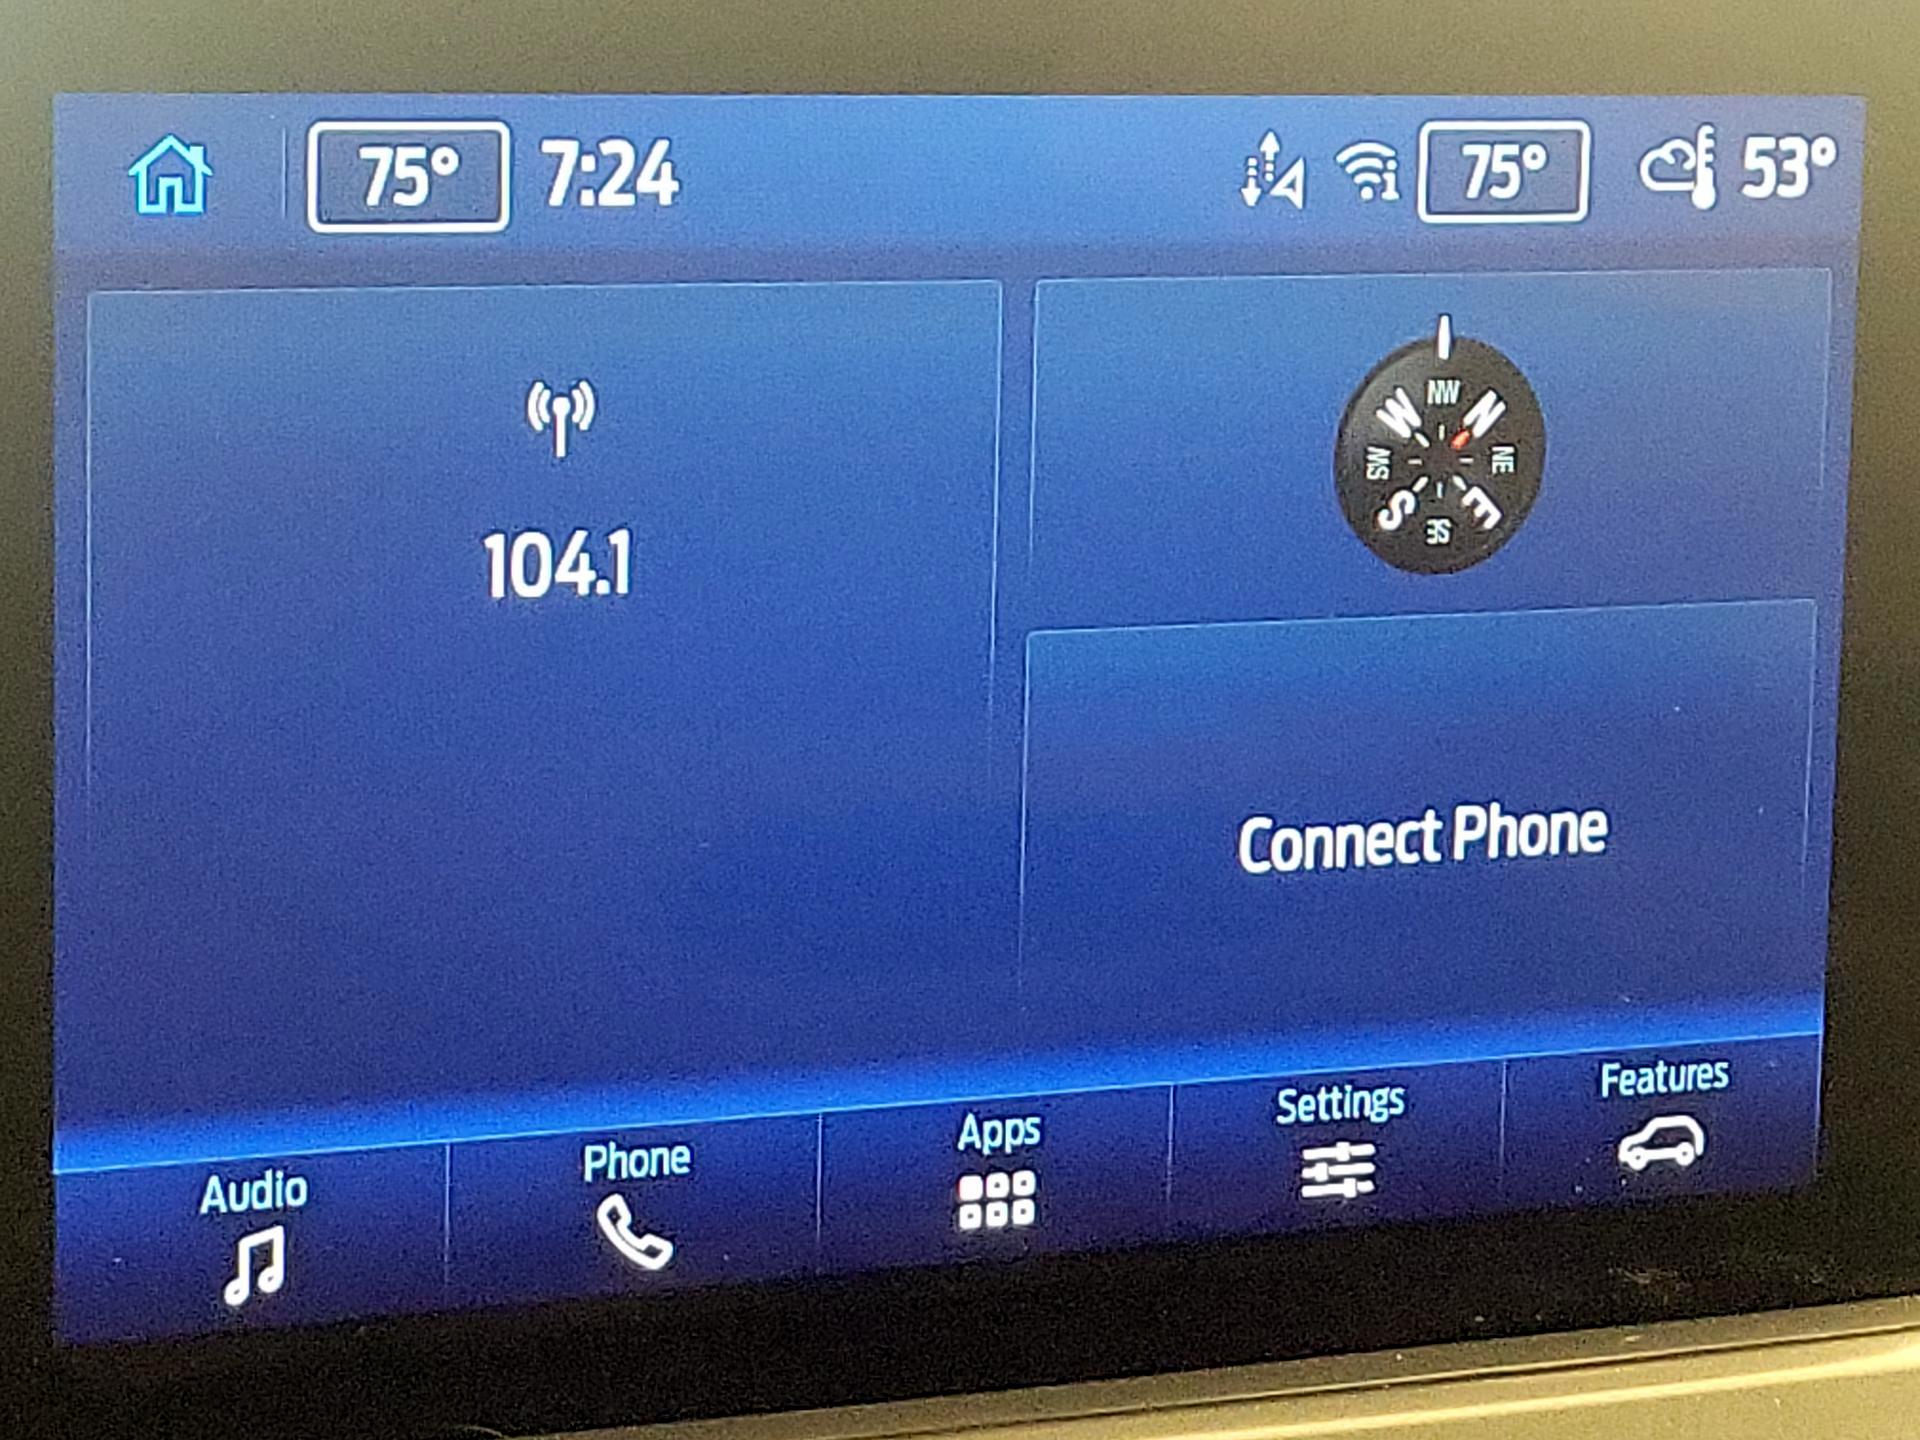 75° 7:24 75° 53°
104.1
NW
W N
SW NE
S E
SE
Connect Phone
Audio Phone Apps Settings Features